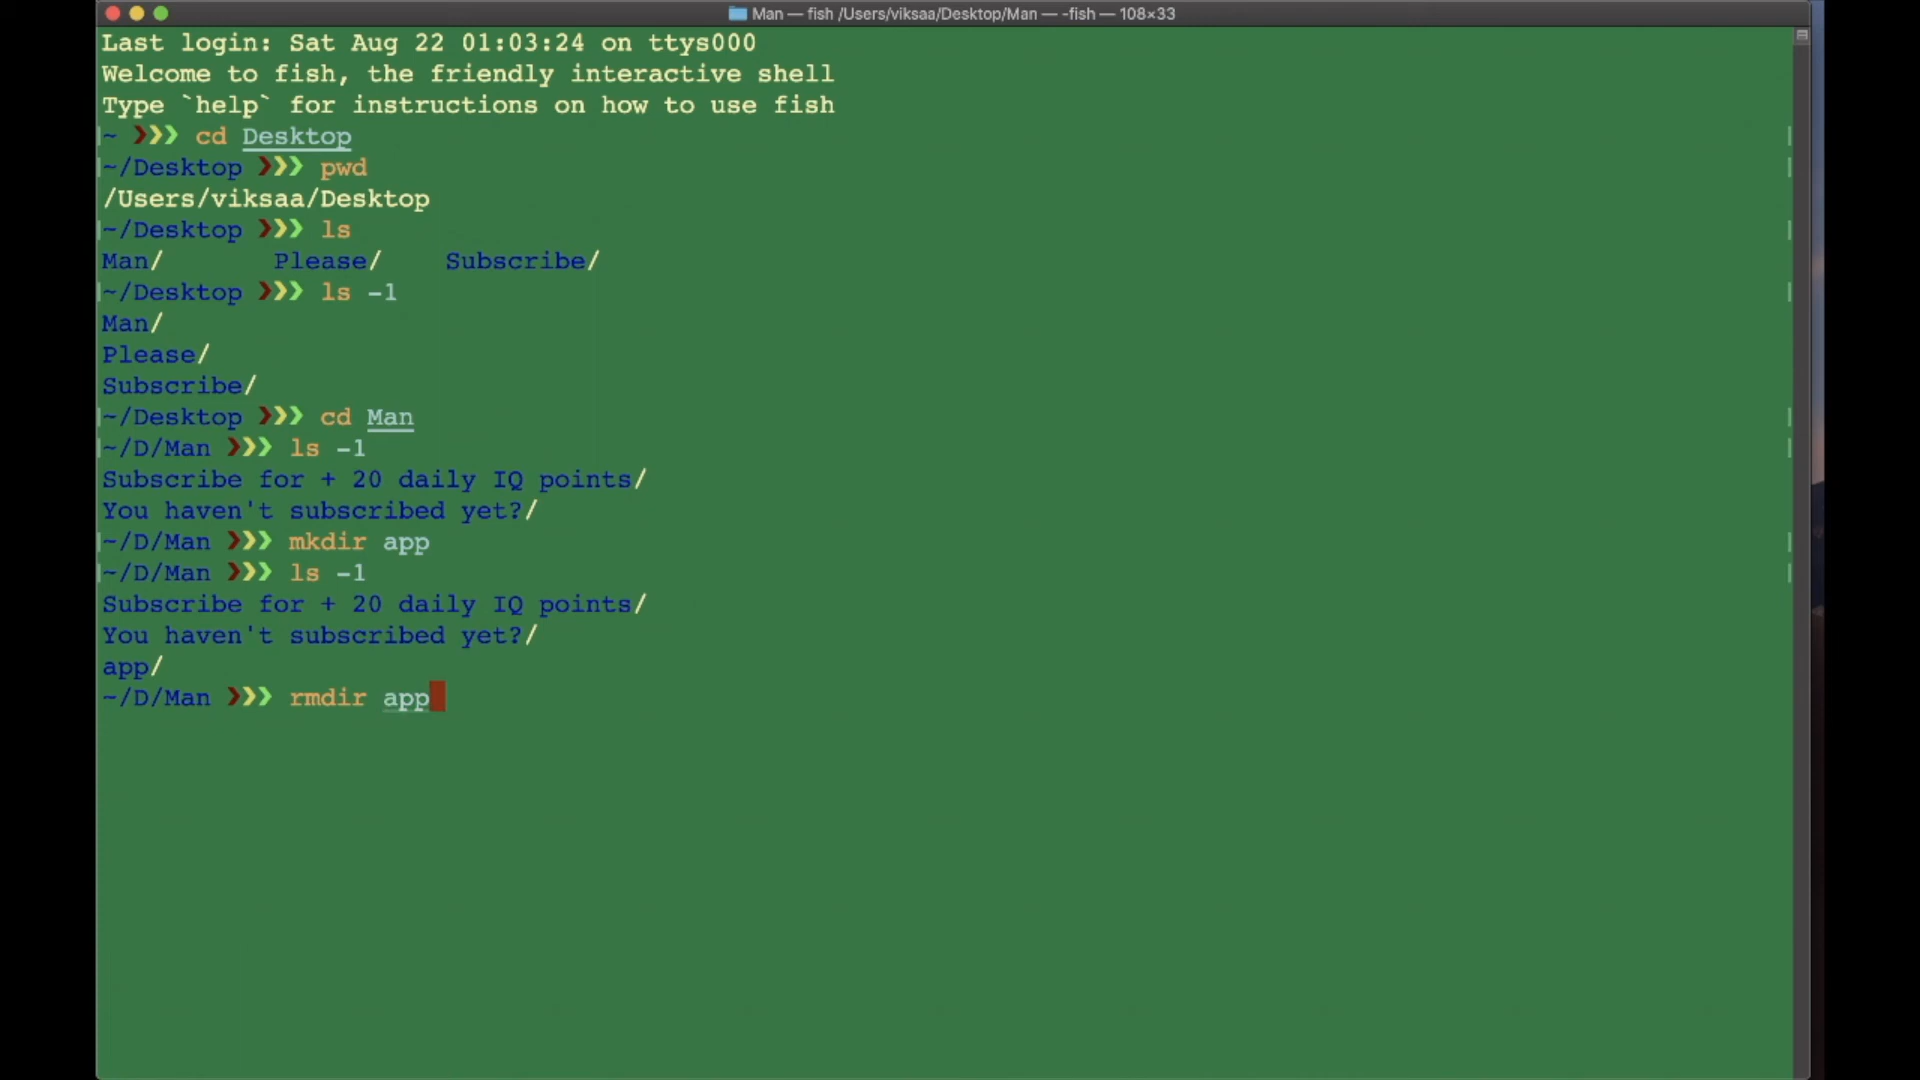 Man — fish /Users/viksaa/Desktop/Man — -fish — 108×33
Last login: Sat Aug 22 01:03:24 on ttys000
Welcome to fish, the friendly interactive shell
Type `help` for instructions on how to use fish
~ ❯❯❯ cd Desktop
~/Desktop ❯❯❯ pwd
/Users/viksaa/Desktop
~/Desktop ❯❯❯ ls
Man/ Please/ Subscribe/
~/Desktop ❯❯❯ ls -1
Man/
Please/
Subscribe/
~/Desktop ❯❯❯ cd Man
~/D/Man ❯❯❯ ls -1
Subscribe for + 20 daily IQ points/
You haven't subscribed yet?/
~/D/Man ❯❯❯ mkdir app
~/D/Man ❯❯❯ ls -1
Subscribe for + 20 daily IQ points/
You haven't subscribed yet?/
app/
~/D/Man ❯❯❯ rmdir app